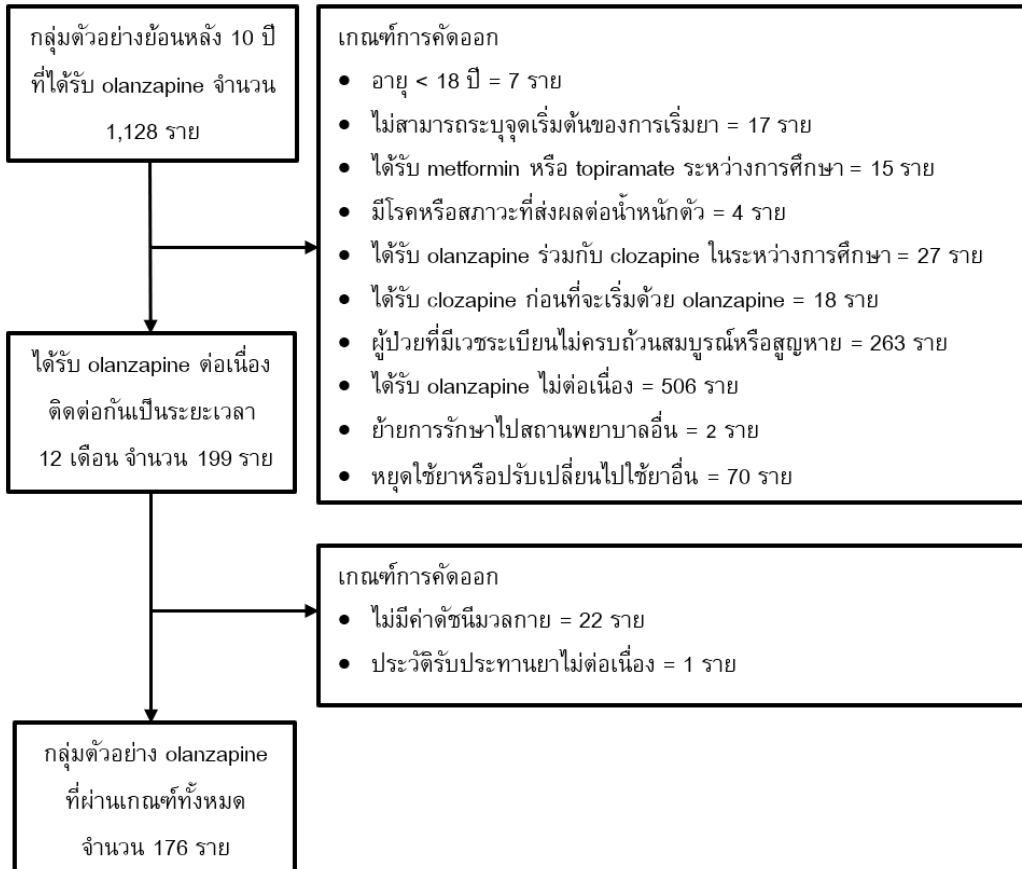 กลุ่มตัวอย่างย้อนหลัง 10 ปี
ที่ได้รับ olanzapine จำนวน
1,128 ราย
เกณฑ์การคัดออก
• อายุ < 18 ปี = 7 ราย
• ไม่สามารถระบุจุดเริ่มต้นของการเริ่มยา = 17 ราย
• ได้รับ metformin หรือ topiramate ระหว่างการศึกษา = 15 ราย
• มีโรคหรือสภาวะที่ส่งผลต่อน้ำหนักตัว = 4 ราย
• ได้รับ olanzapine ร่วมกับ clozapine ในระหว่างการศึกษา = 27 ราย
• ได้รับ clozapine ก่อนที่จะเริ่มด้วย olanzapine = 18 ราย
• ผู้ป่วยที่มีเวชระเบียนไม่ครบถ้วนสมบูรณ์หรือสูญหาย = 263 ราย
• ได้รับ olanzapine ไม่ต่อเนื่อง = 506 ราย
• ย้ายการรักษาไปสถานพยาบาลอื่น = 2 ราย
• หยุดใช้ยาหรือปรับเปลี่ยนไปใช้ยาอื่น = 70 ราย
ได้รับ olanzapine ต่อเนื่อง
ติดต่อกันเป็นระยะเวลา
12 เดือน จำนวน 199 ราย
เกณฑ์การคัดออก
• ไม่มีค่าดัชนีมวลกาย = 22 ราย
• ประวัติรับประทานยาไม่ต่อเนื่อง = 1 ราย
กลุ่มตัวอย่าง olanzapine
ที่ผ่านเกณฑ์ทั้งหมด
จำนวน 176 ราย